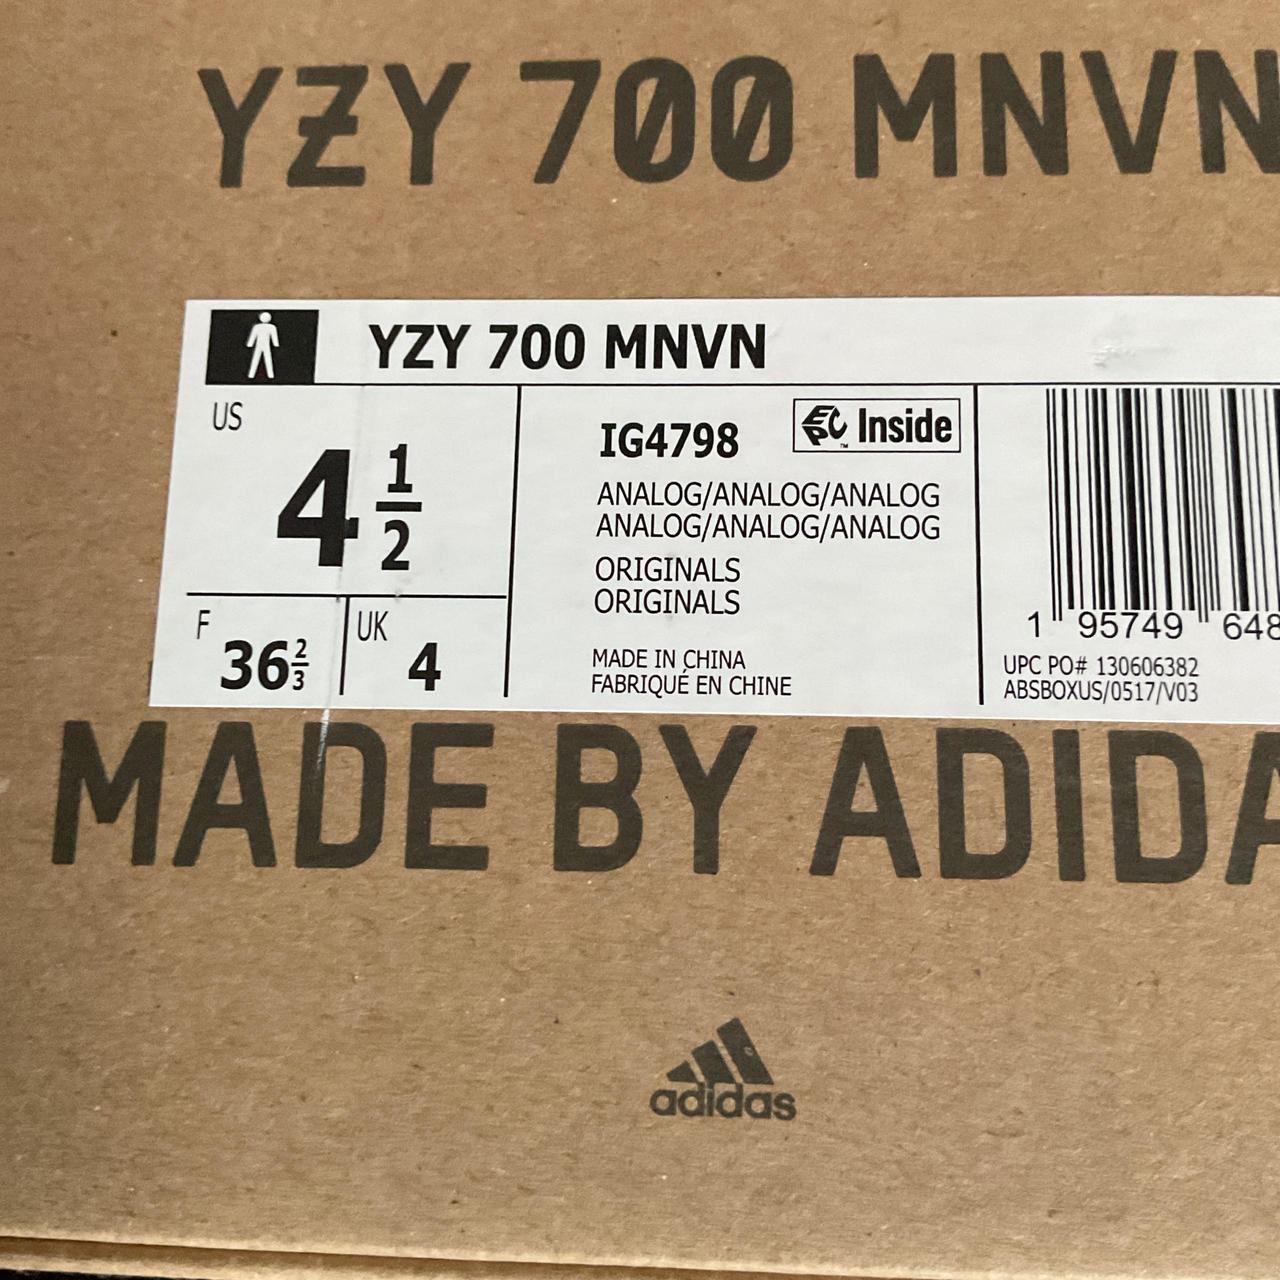 YZY 700 MNVN
YZY 700 MNVN
US
4 1/2
F 36 2/3
UK 4
IG4798
EPC Inside
ANALOG/ANALOG/ANALOG
ANALOG/ANALOG/ANALOG
ORIGINALS
ORIGINALS
MADE IN CHINA
FABRIQUÉ EN CHINE
1 95749 648
UPC PO# 130606382
ABSBOXUS/0517/V03
MADE BY ADIDA
adidas